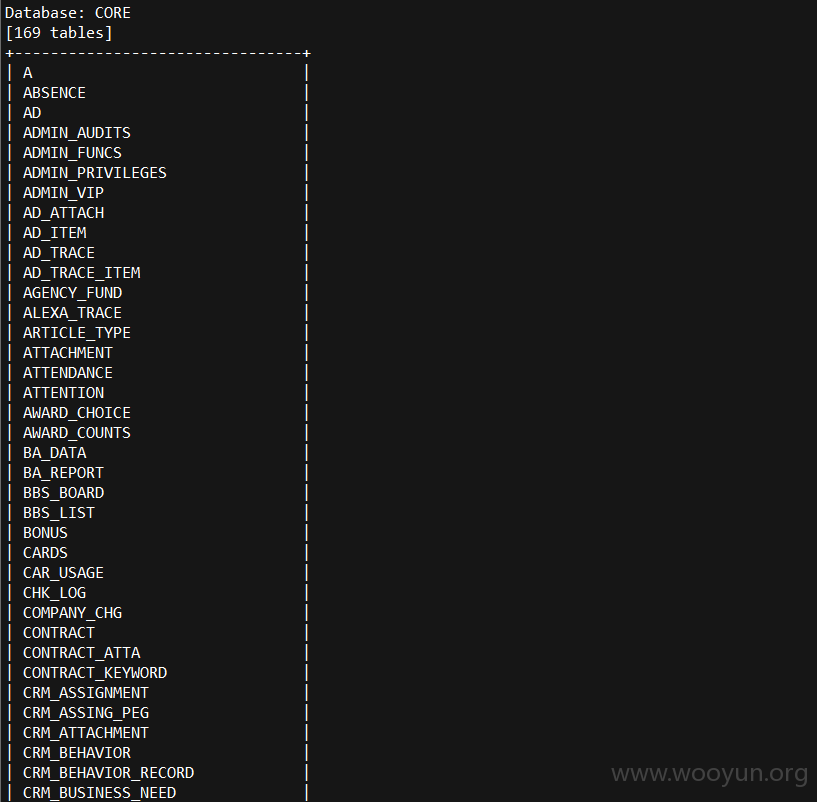 Database: CORE
[169 tables]
+--------------------------------+
| A |
| ABSENCE |
| AD |
| ADMIN_AUDITS |
| ADMIN_FUNCS |
| ADMIN_PRIVILEGES |
| ADMIN_VIP |
| AD_ATTACH |
| AD_ITEM |
| AD_TRACE |
| AD_TRACE_ITEM |
| AGENCY_FUND |
| ALEXA_TRACE |
| ARTICLE_TYPE |
| ATTACHMENT |
| ATTENDANCE |
| ATTENTION |
| AWARD_CHOICE |
| AWARD_COUNTS |
| BA_DATA |
| BA_REPORT |
| BBS_BOARD |
| BBS_LIST |
| BONUS |
| CARDS |
| CAR_USAGE |
| CHK_LOG |
| COMPANY_CHG |
| CONTRACT |
| CONTRACT_ATTA |
| CONTRACT_KEYWORD |
| CRM_ASSIGNMENT |
| CRM_ASSING_PEG |
| CRM_ATTACHMENT |
| CRM_BEHAVIOR |
| CRM_BEHAVIOR_RECORD |
| CRM_BUSINESS_NEED |
www.wooyun.org